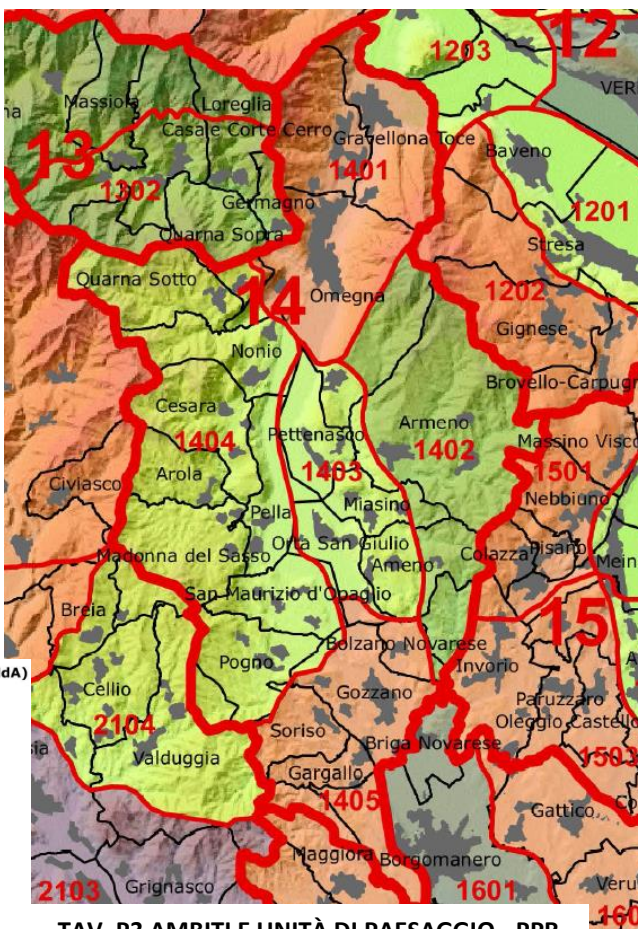 12
1203
VER
Massiola
Loreglia
Casale Corte Cerro
Gravellona Toce
13
1302
1401
Baveno
Germagno
1201
Quarna Sopra
Stresa
Quarna Sotto
14
Omegna
1202
Gignese
Nonio
Brovello-Carpugn
Cesara
Armeno
1404
Pettenasco
1402
Massino Visco
Arola
1403
1501
Civiasco
Nebbiuno
Pella
Miasino
Orta San Giulio
Colazza
Pisano
Madonna del Sasso
Ameno
Mein
San Maurizio d'Opaglio
Breia
15
Bolzano Novarese
dA)
Pogno
Invorio
Cellio
Gozzano
Paruzzaro
2104
Soriso
Oleggio Castello
Briga Novarese
Valduggia
1503
Gargallo
1405
Gattico
Maggiora
Borgomanero
2103
Grignasco
1601
Veru
160
TAV. P3 AMBITI E UNITÀ DI PAESAGGIO - PPR